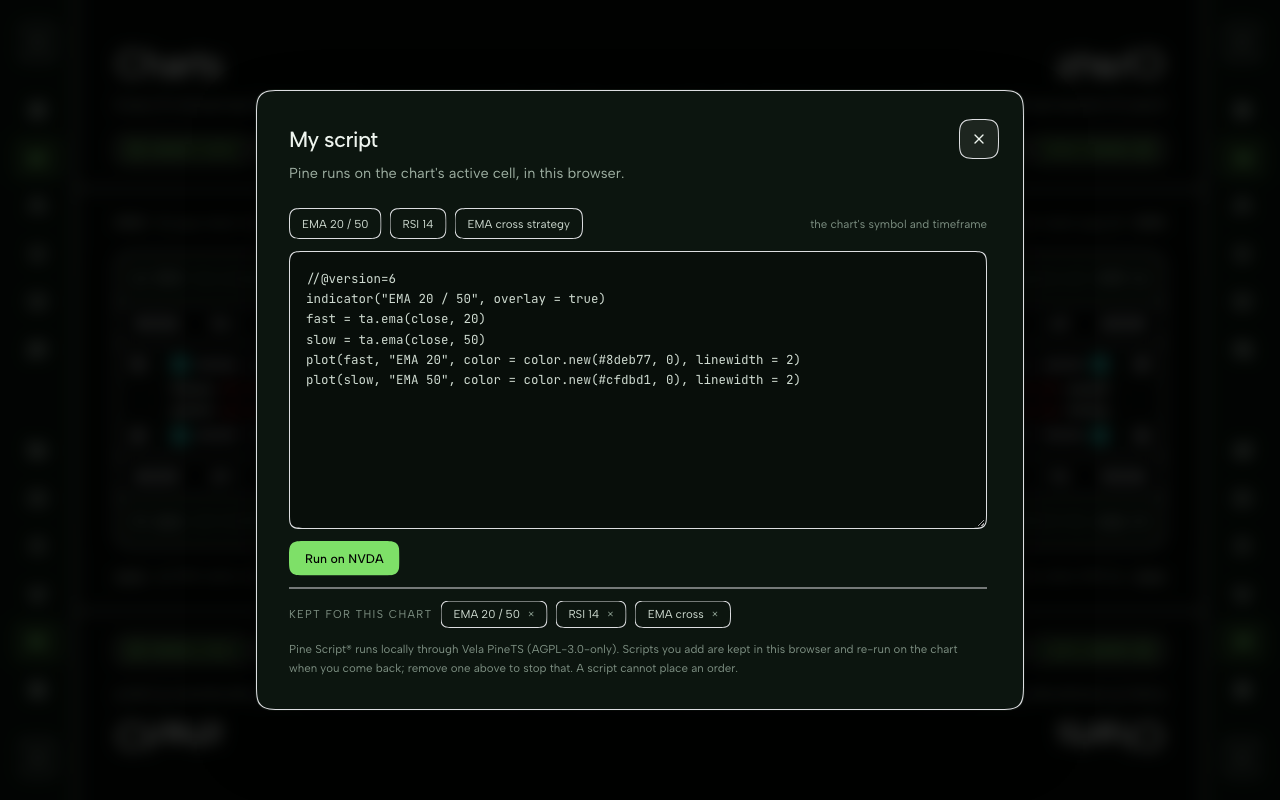 My script
×
Pine runs on the chart's active cell, in this browser.
EMA 20 / 50
RSI 14
EMA cross strategy
the chart's symbol and timeframe
//@version=6
indicator("EMA 20 / 50", overlay = true)
fast = ta.ema(close, 20)
slow = ta.ema(close, 50)
plot(fast, "EMA 20", color = color.new(#8deb77, 0), linewidth = 2)
plot(slow, "EMA 50", color = color.new(#cfdbd1, 0), linewidth = 2)
Run on NVDA
KEPT FOR THIS CHART
EMA 20 / 50 ×
RSI 14 ×
EMA cross ×
Pine Script® runs locally through Vela PineTS (AGPL-3.0-only). Scripts you add are kept in this browser and re-run on the chart
when you come back; remove one above to stop that. A script cannot place an order.